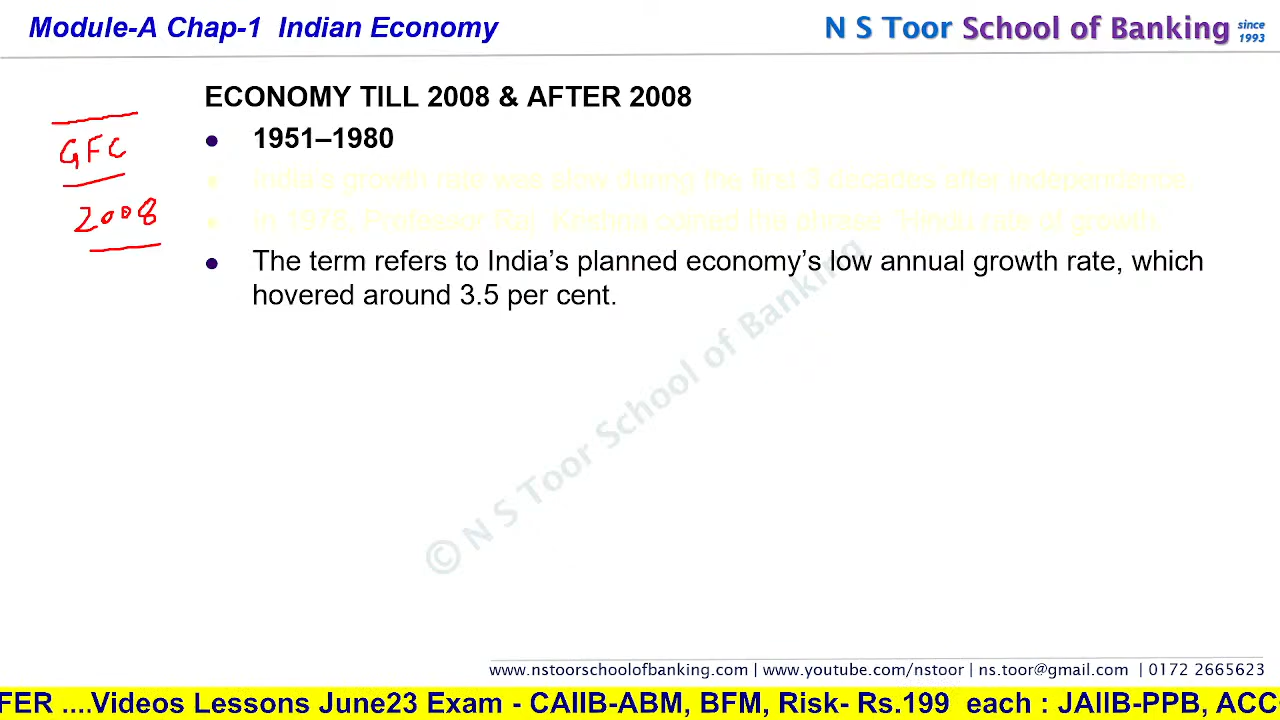 Module-A Chap-1 Indian Economy
N S Toor School of Banking since 1993
ECONOMY TILL 2008 & AFTER 2008
GFC
2008
• 1951–1980
• India's growth rate was slow during the first 3 decades after independence.
• In 1978, Professor Raj Krishna coined the phrase 'Hindu rate of growth.'
• The term refers to India’s planned economy’s low annual growth rate, which
hovered around 3.5 per cent.
© N S Toor School of Banking
www.nstoorschoolofbanking.com | www.youtube.com/nstoor | ns.toor@gmail.com | 0172 2665623
FER ....Videos Lessons June23 Exam - CAIIB-ABM, BFM, Risk- Rs.199 each : JAIIB-PPB, ACC